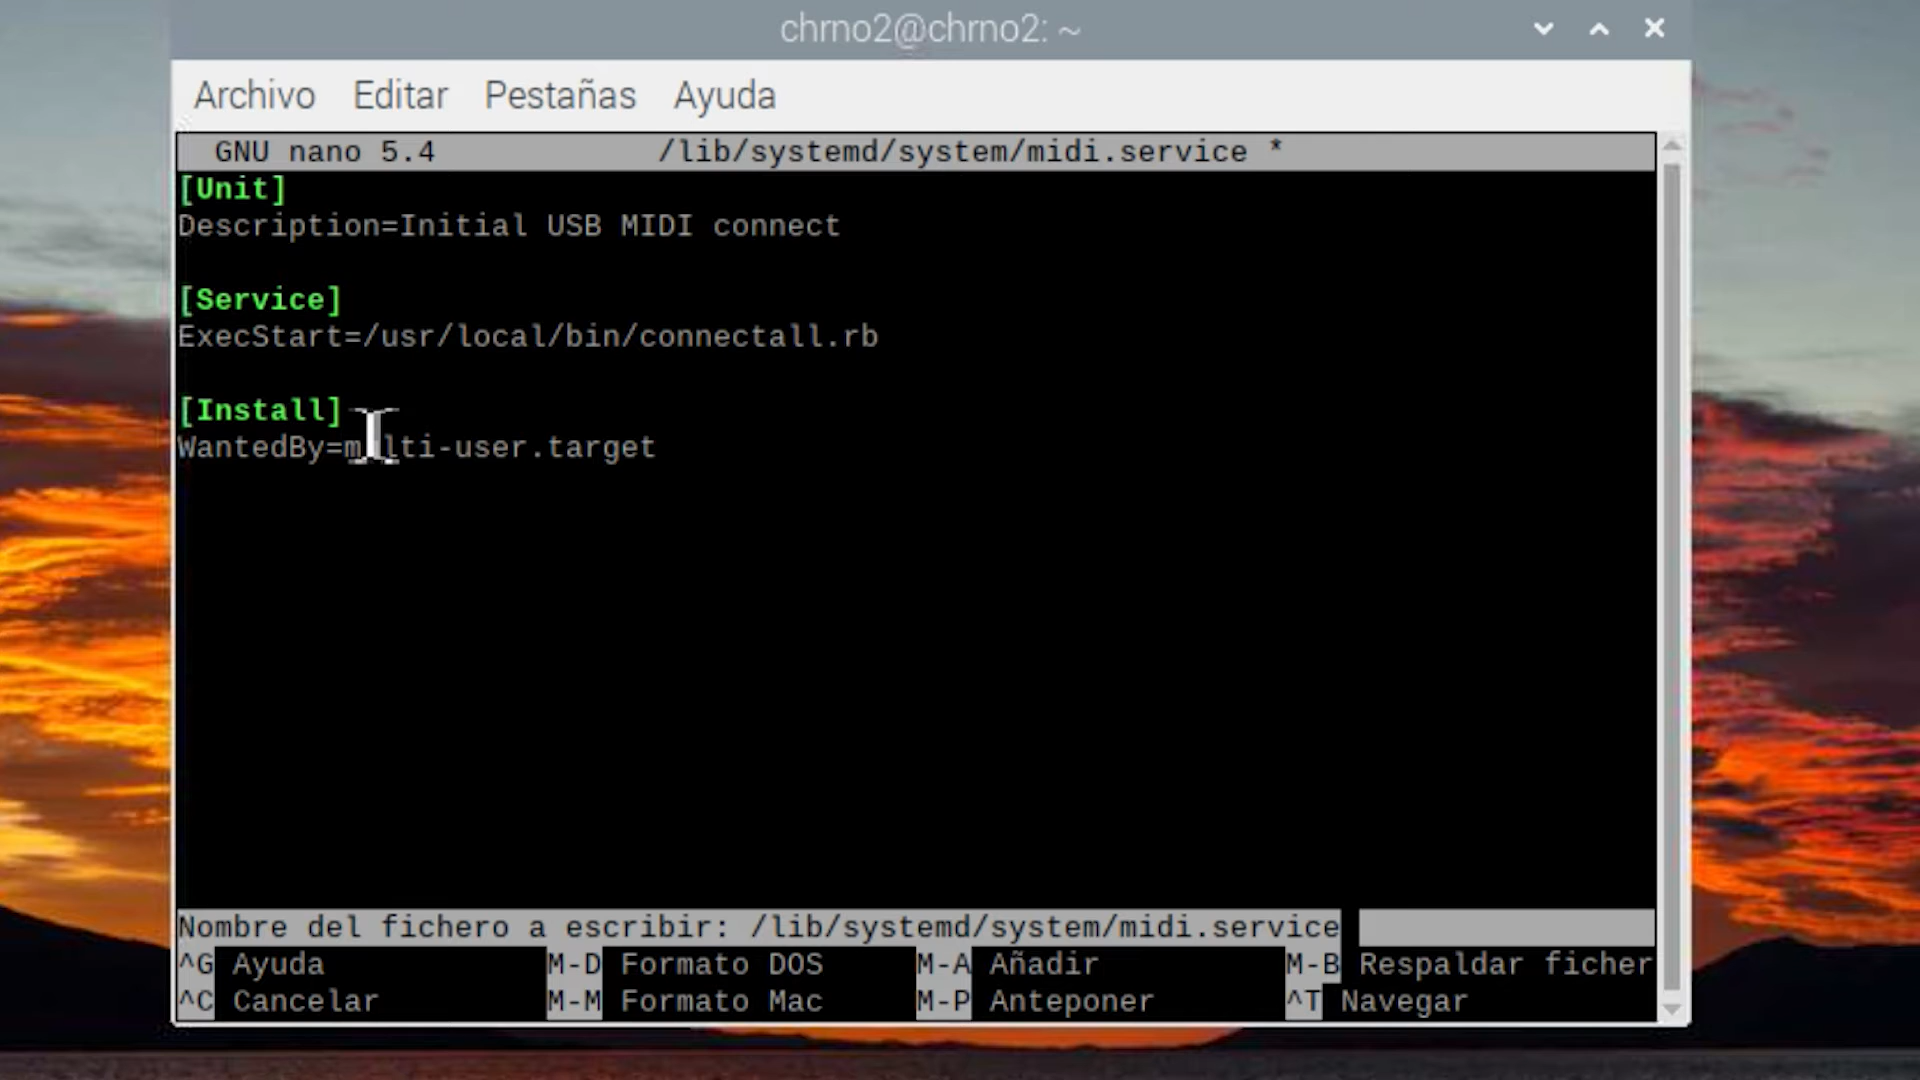 chrno2@chrno2: ~
Archivo Editar Pestañas Ayuda
GNU nano 5.4 /lib/systemd/system/midi.service *
[Unit]
Description=Initial USB MIDI connect
[Service]
ExecStart=/usr/local/bin/connectall.rb
[Install]
WantedBy=multi-user.target
Nombre del fichero a escribir: /lib/systemd/system/midi.service
^G Ayuda M-D Formato DOS M-A Añadir M-B Respaldar ficher
^C Cancelar M-M Formato Mac M-P Anteponer ^T Navegar